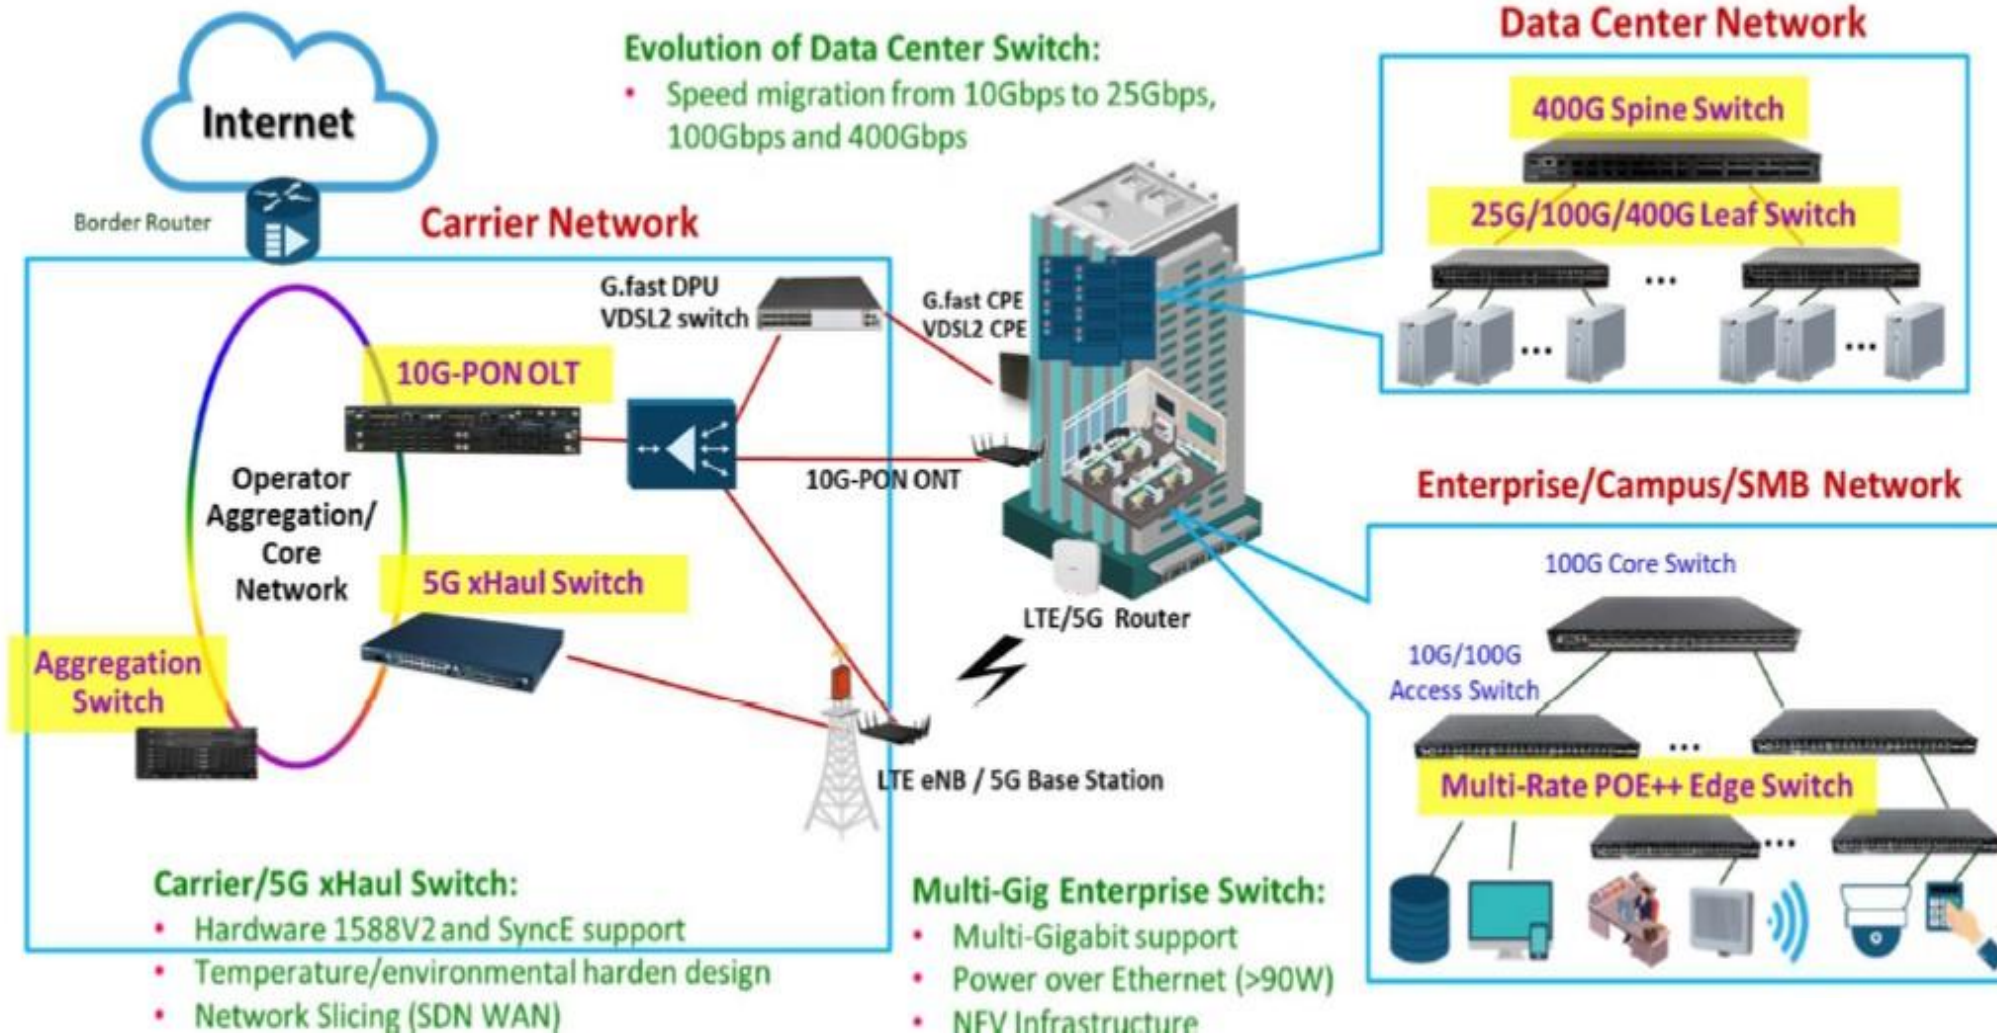 Internet
Border Router
Evolution of Data Center Switch:
• Speed migration from 10Gbps to 25Gbps,
100Gbps and 400Gbps
Data Center Network
400G Spine Switch
25G/100G/400G Leaf Switch
...
...
...
Carrier Network
G.fast DPU
VDSL2 switch
G.fast CPE
VDSL2 CPE
10G-PON OLT
10G-PON ONT
Operator
Aggregation/
Core
Network
5G xHaul Switch
Aggregation
Switch
LTE/5G Router
LTE eNB / 5G Base Station
Enterprise/Campus/SMB Network
100G Core Switch
10G/100G
Access Switch
...
Multi-Rate POE++ Edge Switch
...
Carrier/5G xHaul Switch:
• Hardware 1588V2 and SyncE support
• Temperature/environmental harden design
• Network Slicing (SDN WAN)
Multi-Gig Enterprise Switch:
• Multi-Gigabit support
• Power over Ethernet (>90W)
• NFV Infrastructure